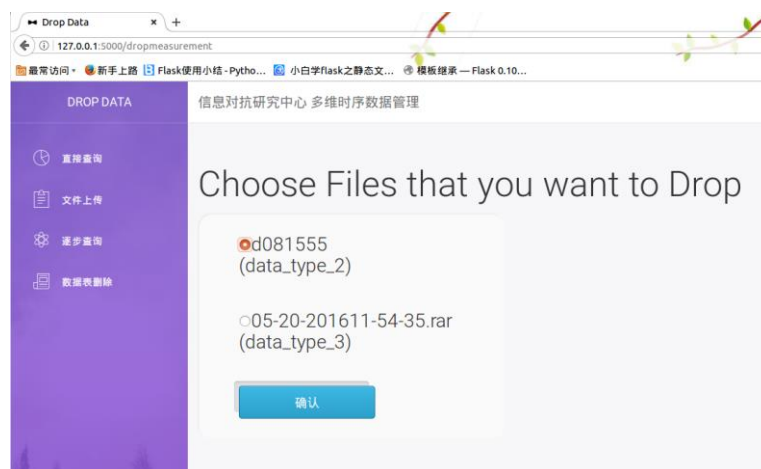 Drop Data × +
127.0.0.1:5000/dropmeasurement
最常访问 新手上路 Flask使用小结 - Pytho... 小白学flask之静态文... 模板继承 — Flask 0.10...
DROP DATA
信息对抗研究中心 多维时序数据管理
直接查询
文件上传
逐步查询
数据表删除
Choose Files that you want to Drop
d081555
(data_type_2)
05-20-201611-54-35.rar
(data_type_3)
确认